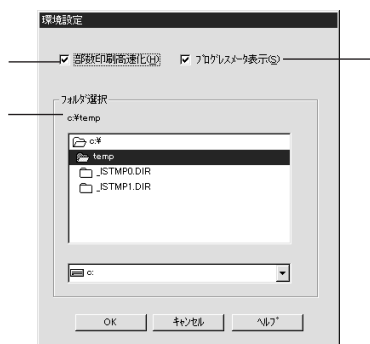 環境設定
部数印刷高速化(H) ﾌﾟﾛｸﾞﾚｽﾒｰﾀ表示(S)
ﾌｫﾙﾀﾞ選択
c:¥temp
c:¥
temp
_ISTMP0.DIR
_ISTMP1.DIR
c:
OK ｷｬﾝｾﾙ ﾍﾙﾌﾟ